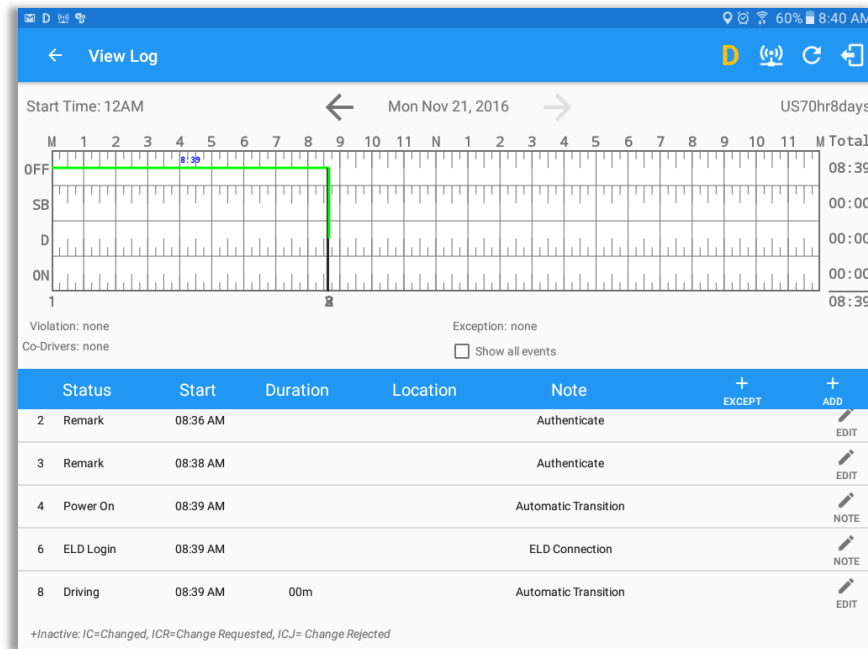 D 60% 8:40 AM
View Log D
Start Time: 12AM Mon Nov 21, 2016 US70hr8days
M 1 2 3 4 5 6 7 8 9 10 11 N 1 2 3 4 5 6 7 8 9 10 11 M Total
8:39
OFF 08:39
SB 00:00
D 00:00
ON 00:00
1 08:39
Violation: none Exception: none
Co-Drivers: none Show all events
Status Start Duration Location Note + EXCEPT + ADD
2 Remark 08:36 AM Authenticate EDIT
3 Remark 08:38 AM Authenticate EDIT
4 Power On 08:39 AM Automatic Transition NOTE
6 ELD Login 08:39 AM ELD Connection NOTE
8 Driving 08:39 AM 00m Automatic Transition EDIT
+Inactive: IC=Changed, ICR=Change Requested, ICJ= Change Rejected